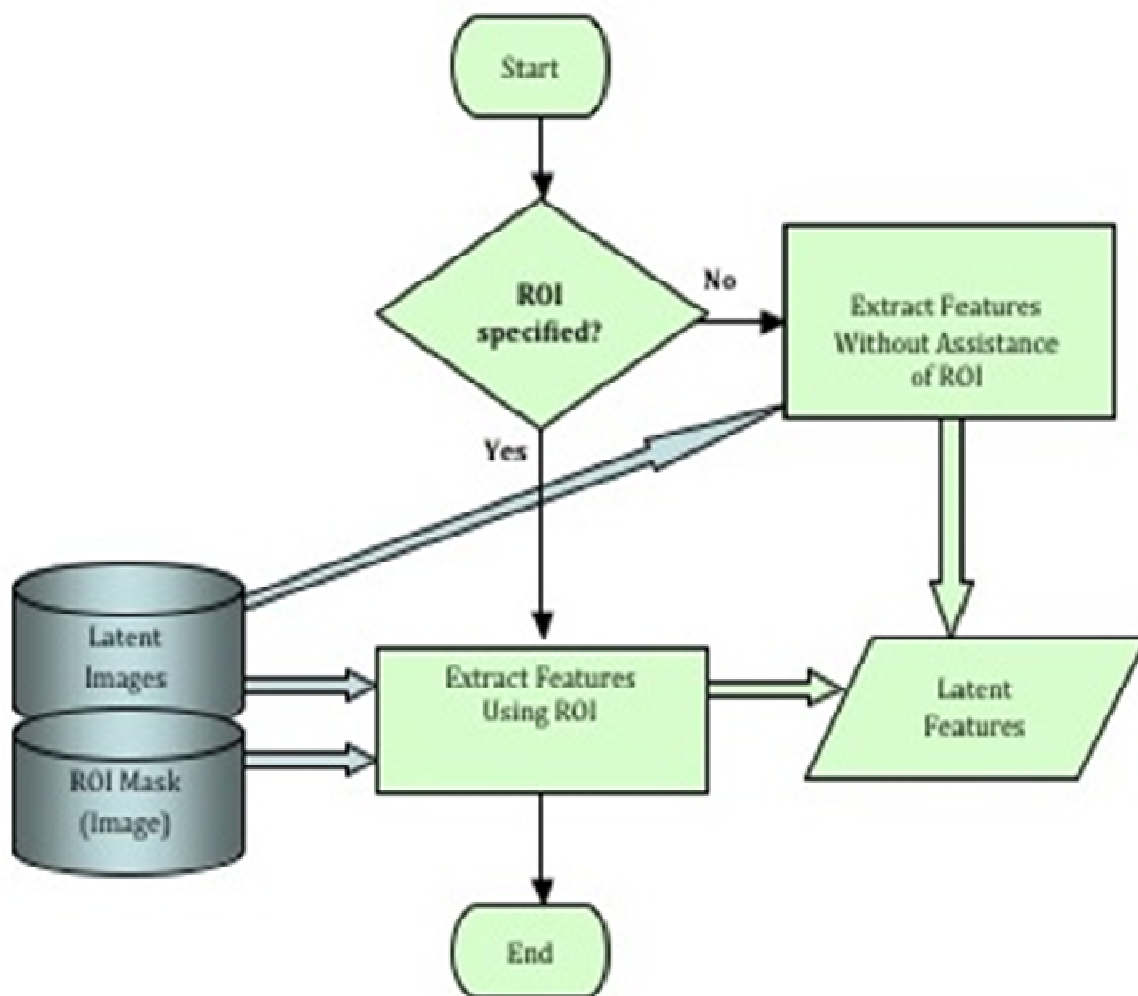 Start
ROI
specified?
No
Extract Features
Without Assistance
of ROI
Yes
Latent
Images
Extract Features
Using ROI
Latent
Features
ROI Mask
(Image)
End